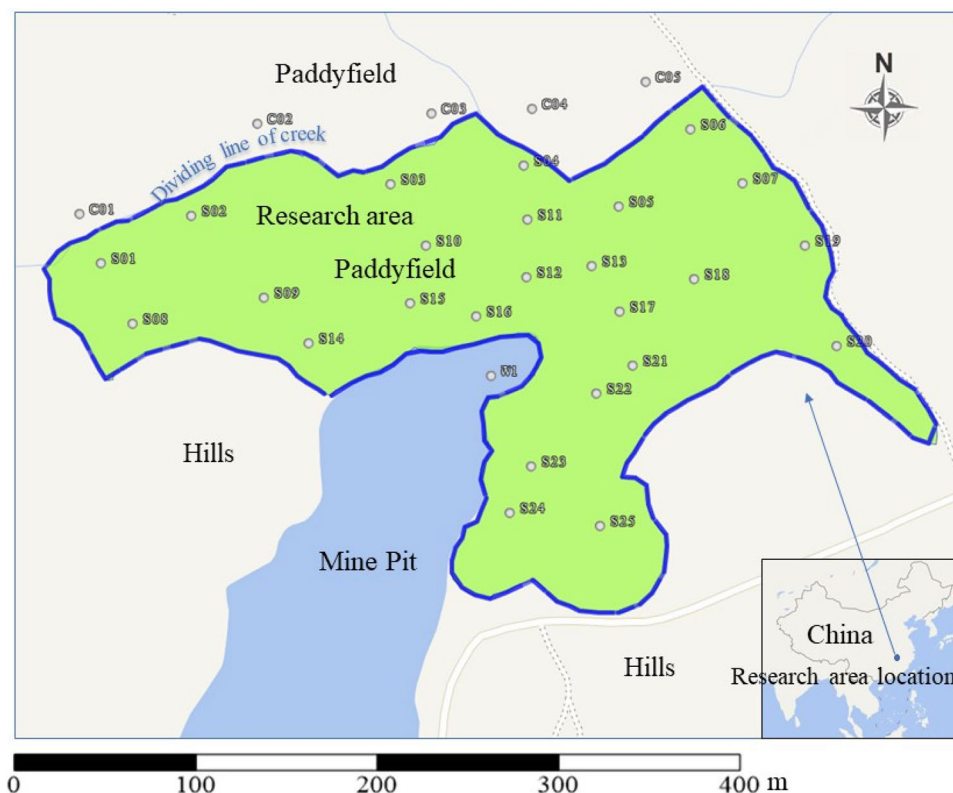 Paddyfield
N
C05
C04
C03
C02
Dividing line of creek
S06
S04
S07
S03
C01
S02
Research area
S05
S11
S10
S19
S01
Paddyfield
S13
S12
S18
S09
S15
S17
S16
S08
S14
S20
S21
W1
S22
Hills
S23
S24
S25
Mine Pit
China
Hills
Research area location
0 100 200 300 400 m